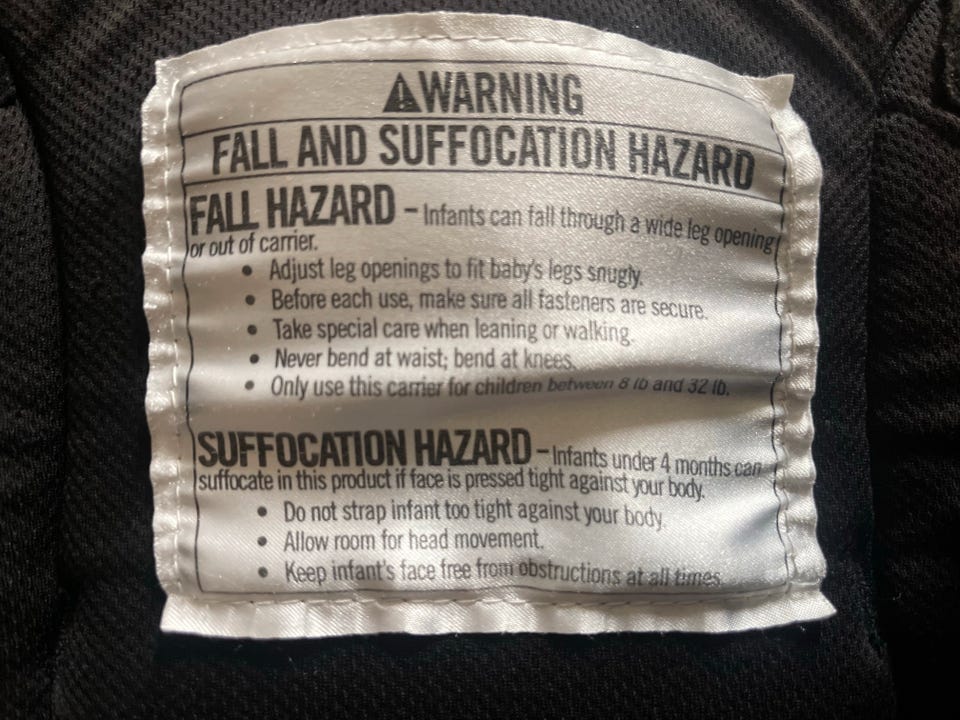 ⚠WARNING
FALL AND SUFFOCATION HAZARD
FALL HAZARD – Infants can fall through a wide leg opening
or out of carrier.
• Adjust leg openings to fit baby's legs snugly.
• Before each use, make sure all fasteners are secure.
• Take special care when leaning or walking.
• Never bend at waist; bend at knees.
• Only use this carrier for children between 8 lb and 32 lb.
SUFFOCATION HAZARD – Infants under 4 months can
suffocate in this product if face is pressed tight against your body.
• Do not strap infant too tight against your body.
• Allow room for head movement.
• Keep infant's face free from obstructions at all times.